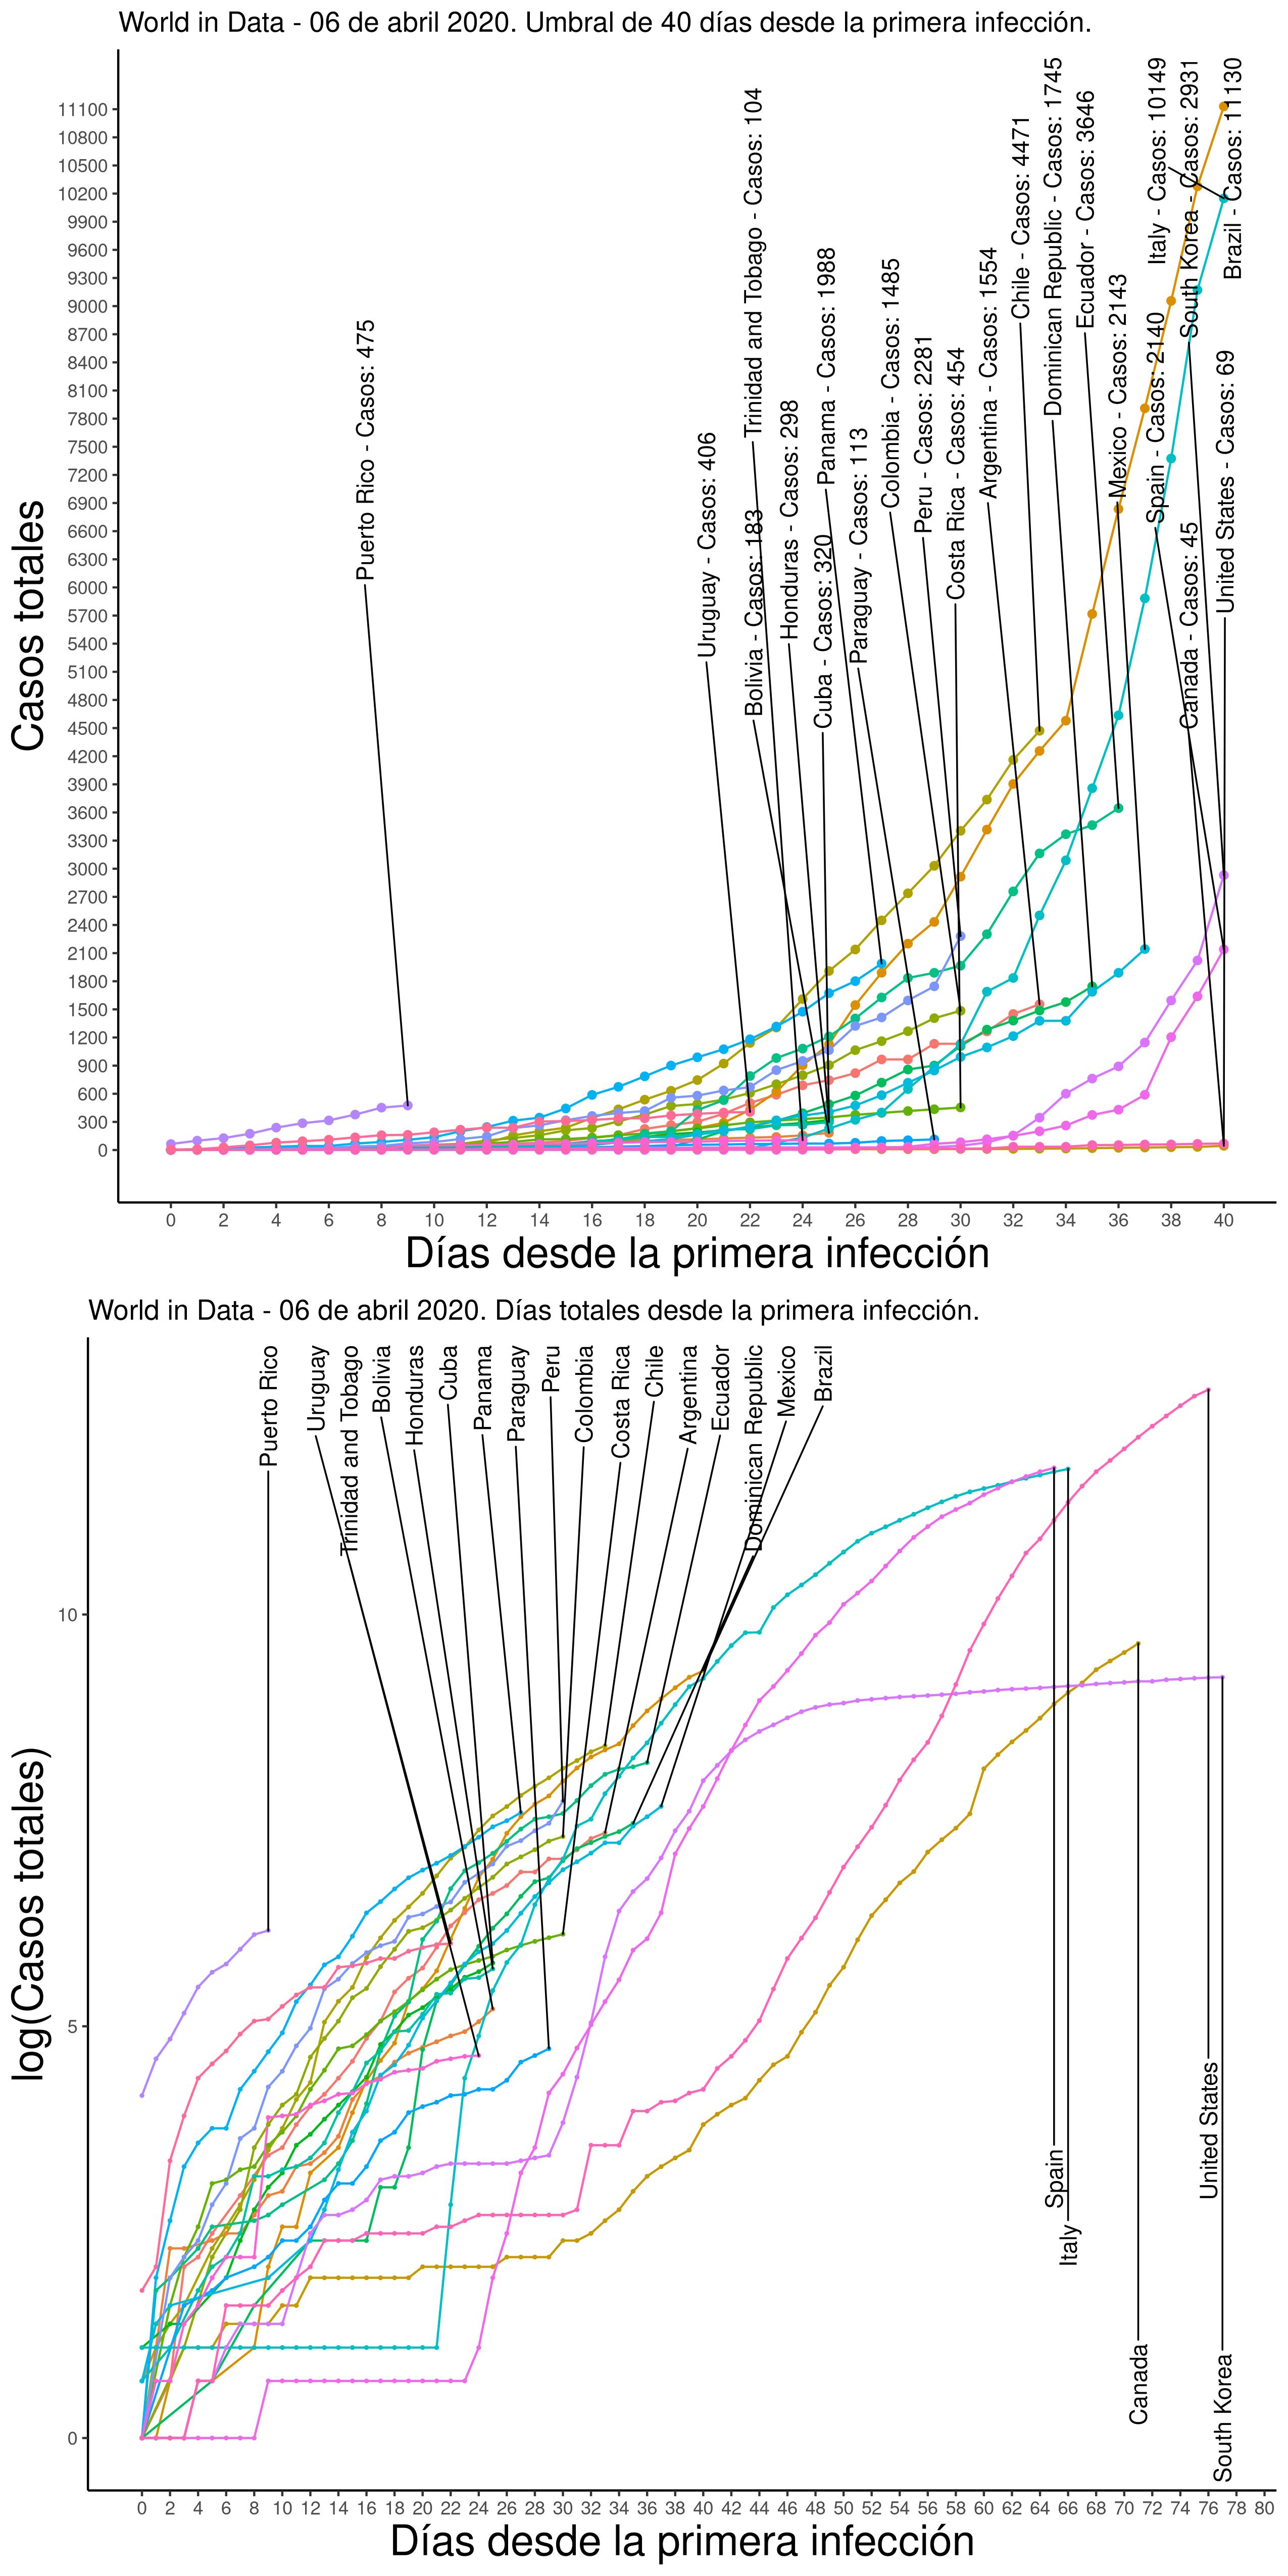 World in Data - 06 de abril 2020. Umbral de 40 días desde la primera infección.
Casos totales
11100
10800
10500
10200
9900
9600
9300
9000
8700
8400
8100
7800
7500
7200
6900
6600
6300
6000
5700
5400
5100
4800
4500
4200
3900
3600
3300
3000
2700
2400
2100
1800
1500
1200
900
600
300
0
Puerto Rico - Casos: 475
Uruguay - Casos: 406
Trinidad and Tobago - Casos: 104
Bolivia - Casos: 183
Honduras - Casos: 298
Cuba - Casos: 320
Panama - Casos: 1988
Paraguay - Casos: 113
Colombia - Casos: 1485
Peru - Casos: 2281
Costa Rica - Casos: 454
Argentina - Casos: 1554
Chile - Casos: 4471
Dominican Republic - Casos: 1745
Ecuador - Casos: 3646
Mexico - Casos: 2143
Spain - Casos: 2140
Italy - Casos: 10149
South Korea - Casos: 2931
Canada - Casos: 45
Brazil - Casos: 11130
United States - Casos: 69
0 2 4 6 8 10 12 14 16 18 20 22 24 26 28 30 32 34 36 38 40
Días desde la primera infección
World in Data - 06 de abril 2020. Días totales desde la primera infección.
log(Casos totales)
10
5
0
Puerto Rico
Uruguay
Trinidad and Tobago
Bolivia
Honduras
Cuba
Panama
Paraguay
Peru
Colombia
Costa Rica
Chile
Argentina
Ecuador
Dominican Republic
Mexico
Brazil
Spain
Italy
Canada
United States
South Korea
0 2 4 6 8 10 12 14 16 18 20 22 24 26 28 30 32 34 36 38 40 42 44 46 48 50 52 54 56 58 60 62 64 66 68 70 72 74 76 78 80
Días desde la primera infección